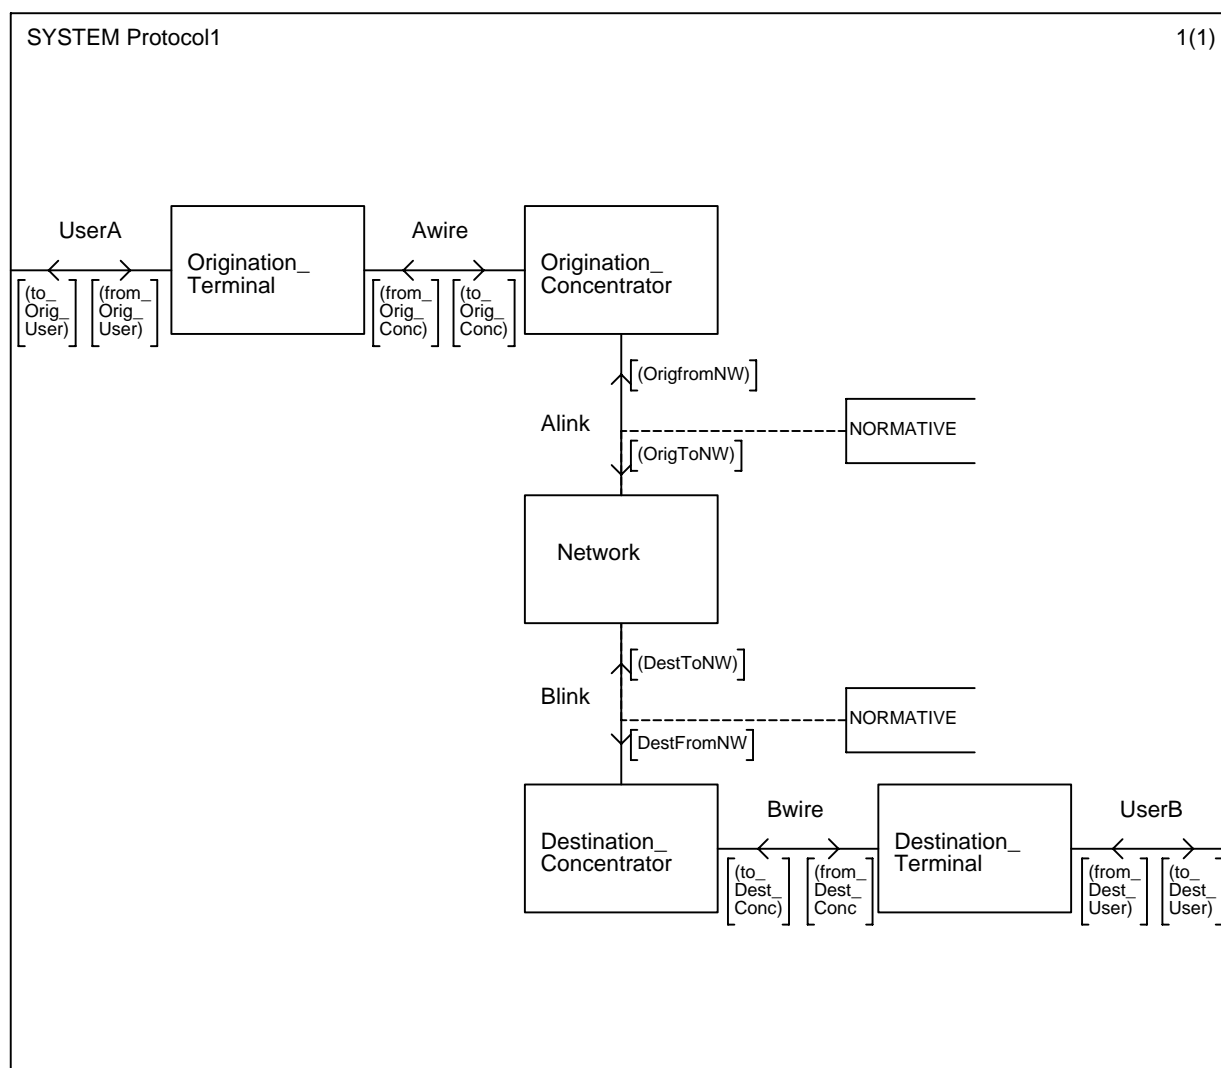 SYSTEM Protocol1
1(1)
UserA
Awire
Origination_
Terminal
Origination_
Concentrator
(to_
Orig_
User)
(from_
Orig_
User)
(from_
Orig_
Conc)
(to_
Orig_
Conc)
(OrigfromNW)
Alink
NORMATIVE
(OrigToNW)
Network
(DestToNW)
Blink
NORMATIVE
DestFromNW
Bwire
UserB
Destination_
Concentrator
Destination_
Terminal
(to_
Dest_
Conc)
(from_
Dest_
Conc
(from_
Dest_
User)
(to_
Dest_
User)